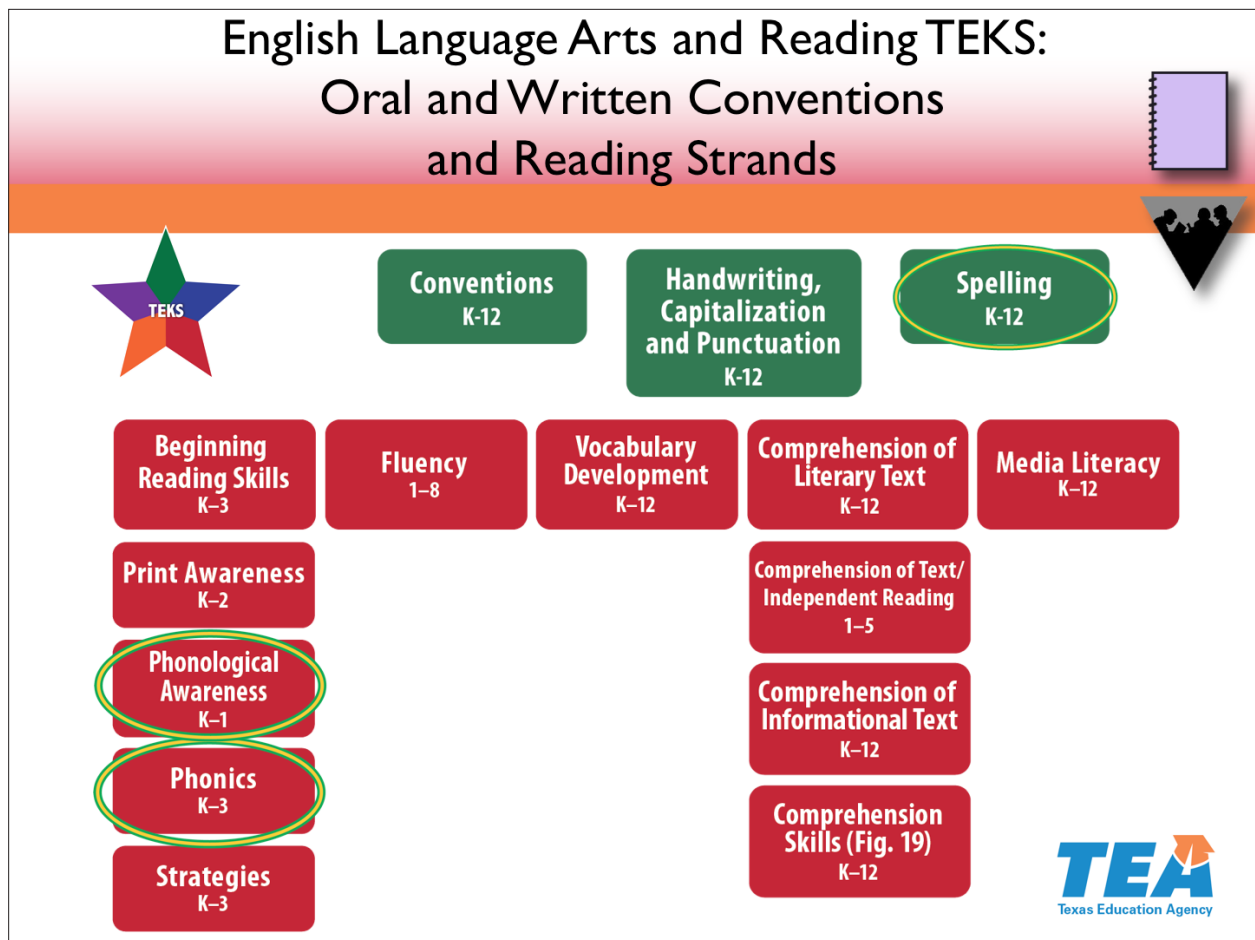 English Language Arts and Reading TEKS:
Oral and Written Conventions
and Reading Strands
TEKS
Conventions
K-12
Handwriting,
Capitalization
and Punctuation
K-12
Spelling
K-12
Beginning
Reading Skills
K–3
Fluency
1–8
Vocabulary
Development
K–12
Comprehension of
Literary Text
K–12
Media Literacy
K–12
Print Awareness
K–2
Phonological
Awareness
K–1
Phonics
K–3
Strategies
K–3
Comprehension of Text/
Independent Reading
1–5
Comprehension of
Informational Text
K–12
Comprehension
Skills (Fig. 19)
K–12
TEA
Texas Education Agency